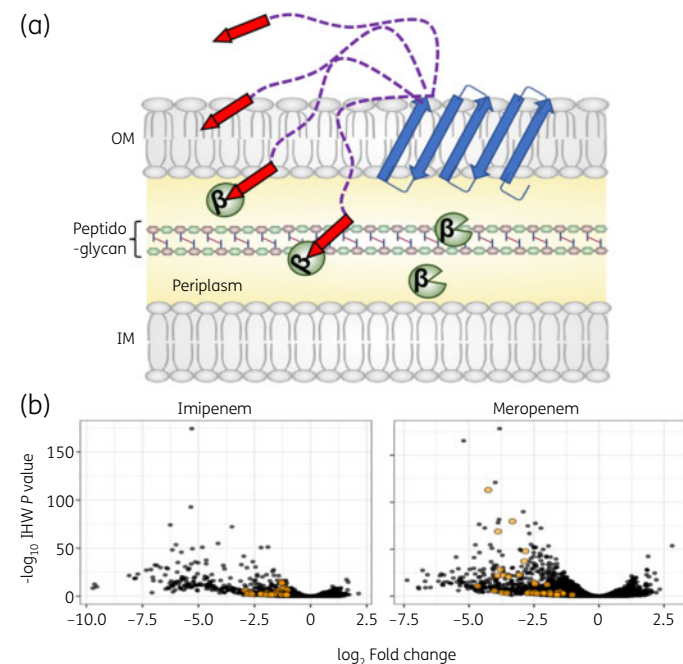 (a)
OM
β
Peptido
-glycan
β
β
β
Periplasm
IM
(b)
Imipenem
Meropenem
150
100
50
0
-log10 IHW P value
−10.0 −7.5 −5.0 −2.5 0 2.5
−7.5 −5.0 −2.5 0 2.5
log2 Fold change